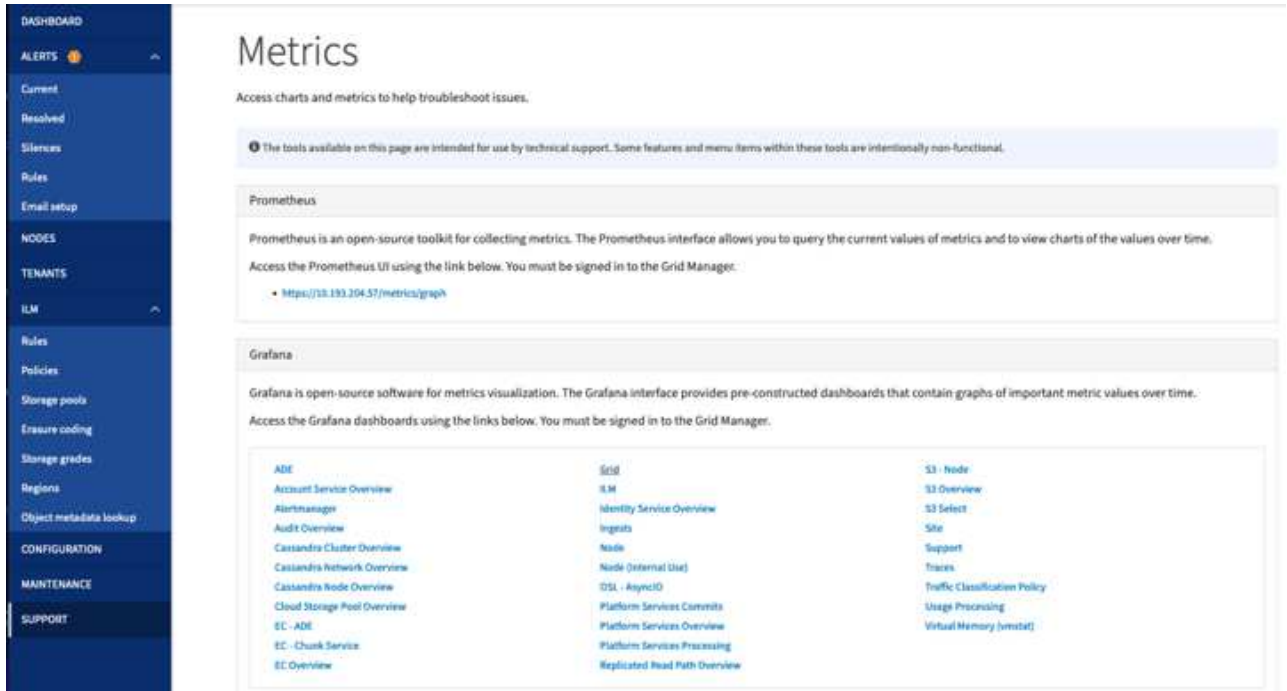 DASHBOARD
ALERTS 1
Current
Resolved
Silences
Rules
Email setup
NODES
TENANTS
ILM
Rules
Policies
Storage pools
Erasure coding
Storage grades
Regions
Object metadata lookup
CONFIGURATION
MAINTENANCE
SUPPORT
Metrics
Access charts and metrics to help troubleshoot issues.
The tools available on this page are intended for use by technical support. Some features and menu items within these tools are intentionally non-functional.
Prometheus
Prometheus is an open-source toolkit for collecting metrics. The Prometheus interface allows you to query the current values of metrics and to view charts of the values over time.
Access the Prometheus UI using the link below. You must be signed in to the Grid Manager.
• https://10.193.204.57/metrics/graph
Grafana
Grafana is open-source software for metrics visualization. The Grafana interface provides pre-constructed dashboards that contain graphs of important metric values over time.
Access the Grafana dashboards using the links below. You must be signed in to the Grid Manager.
ADE
Account Service Overview
Alertmanager
Audit Overview
Cassandra Cluster Overview
Cassandra Network Overview
Cassandra Node Overview
Cloud Storage Pool Overview
EC - ADE
EC - Chunk Service
EC Overview
Grid
ILM
Identity Service Overview
Ingests
Node
Node (Internal Use)
OSL - AsyncIO
Platform Services Commits
Platform Services Overview
Platform Services Processing
Replicated Read Path Overview
S3 - Node
S3 Overview
S3 Select
Site
Support
Traces
Traffic Classification Policy
Usage Processing
Virtual Memory (vmstat)